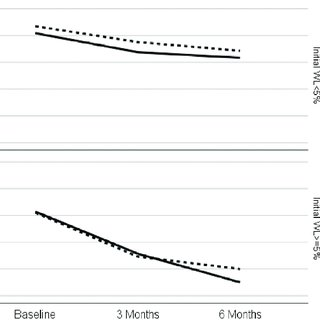 Initial WL<5%
Initial WL>=5%
Baseline 3 Months 6 Months